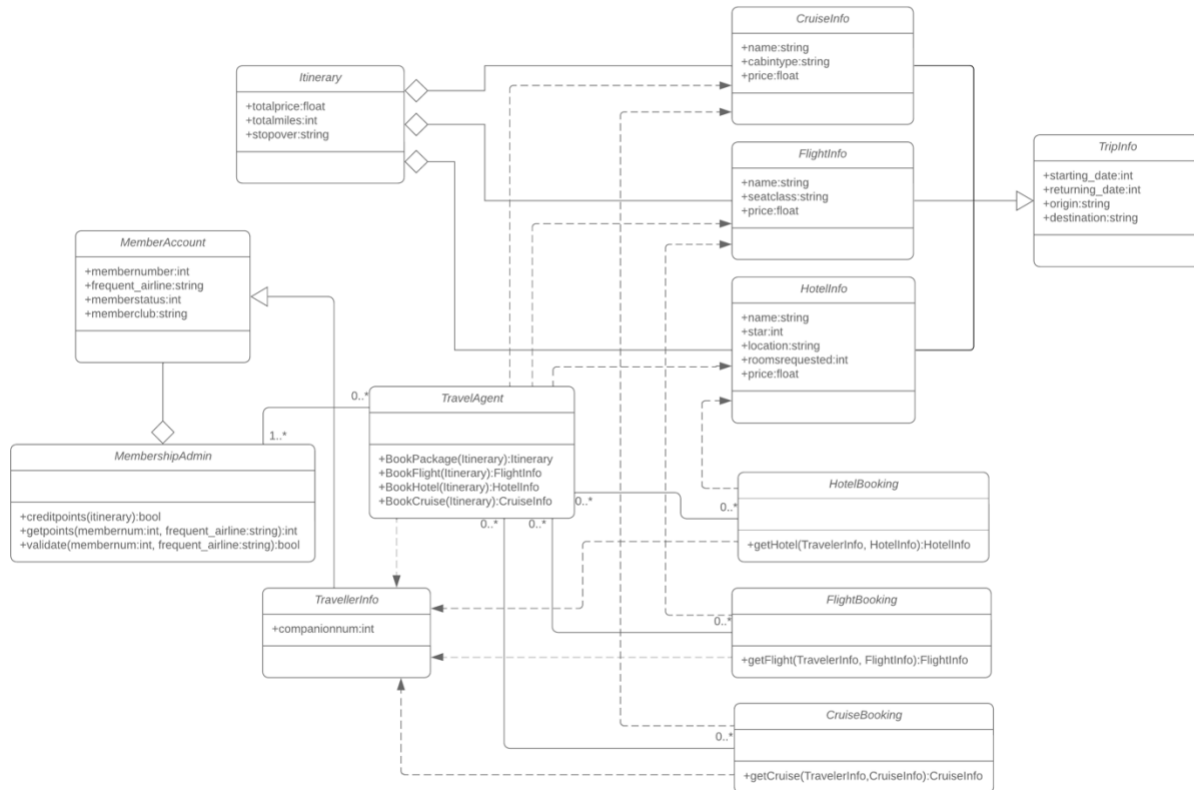 CruiseInfo
+name:string
+cabintype:string
+price:float
Itinerary
+totalprice:float
+totalmiles:int
+stopover:string
FlightInfo
+name:string
+seatclass:string
+price:float
TripInfo
+starting_date:int
+returning_date:int
+origin:string
+destination:string
MemberAccount
+membernumber:int
+frequent_airline:string
+memberstatus:int
+memberclub:string
HotelInfo
+name:string
+star:int
+location:string
+roomsrequested:int
+price:float
0..*
1..*
TravelAgent
+BookPackage(Itinerary):Itinerary
+BookFlight(Itinerary):FlightInfo
+BookHotel(Itinerary):HotelInfo
+BookCruise(Itinerary):CruiseInfo
0..*
0..*
0..*
MembershipAdmin
+creditpoints(itinerary):bool
+getpoints(membernum:int, frequent_airline:string):int
+validate(membernum:int, frequent_airline:string):bool
HotelBooking
0..*
+getHotel(TravelerInfo, HotelInfo):HotelInfo
TravellerInfo
+companionnum:int
FlightBooking
0..*
+getFlight(TravelerInfo, FlightInfo):FlightInfo
CruiseBooking
0..*
+getCruise(TravelerInfo,CruiseInfo):CruiseInfo